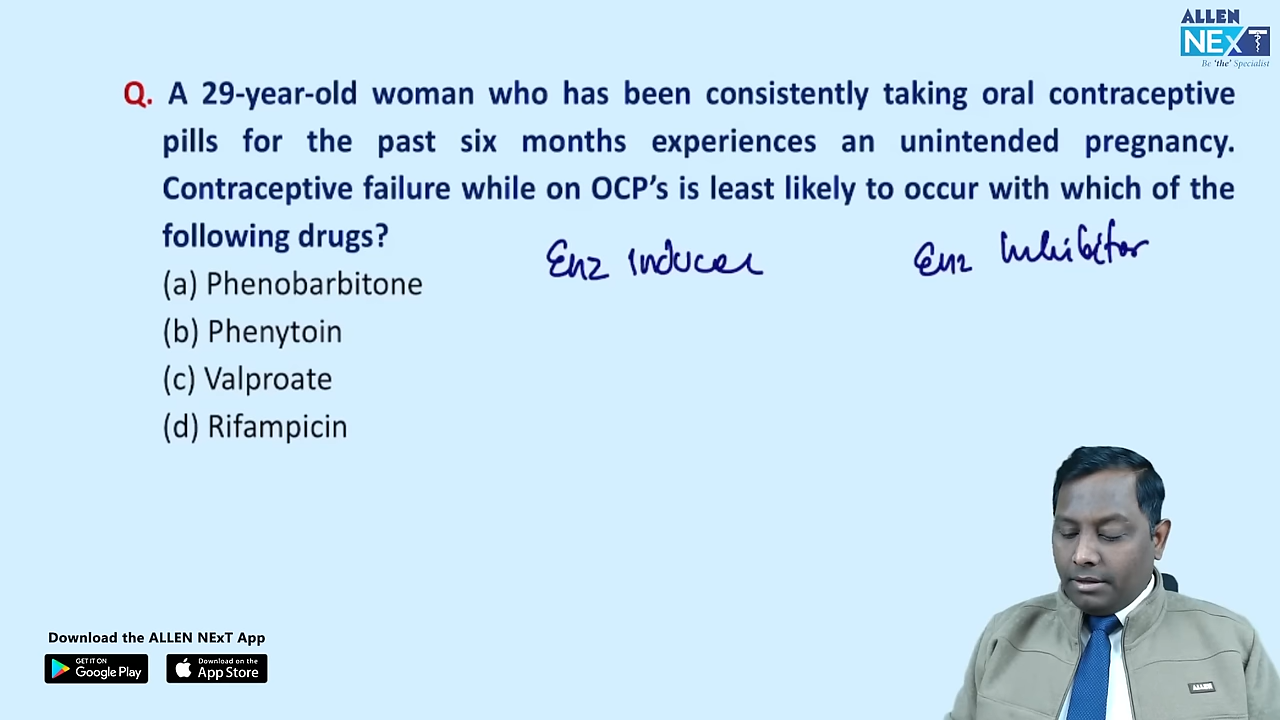 ALLEN
NEXT
Be 'the' Specialist
Q. A 29-year-old woman who has been consistently taking oral contraceptive
pills for the past six months experiences an unintended pregnancy.
Contraceptive failure while on OCP's is least likely to occur with which of the
following drugs?
Enz inducer
Enz Inhibitor
(a) Phenobarbitone
(b) Phenytoin
(c) Valproate
(d) Rifampicin
Download the ALLEN NExT App
GET IT ON
Google Play
Download on the
App Store
ALLEN